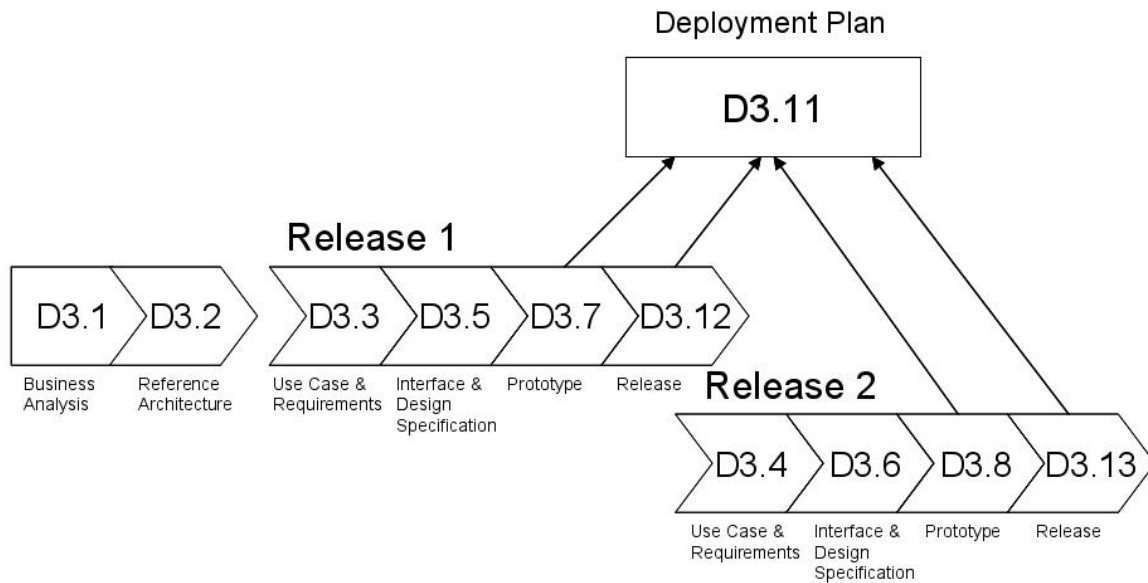 Deployment Plan
D3.11
Release 1
D3.1
D3.2
D3.3
D3.5
D3.7
D3.12
Business
Analysis
Reference
Architecture
Use Case &
Requirements
Interface &
Design
Specification
Prototype
Release
Release 2
D3.4
D3.6
D3.8
D3.13
Use Case &
Requirements
Interface &
Design
Specification
Prototype
Release